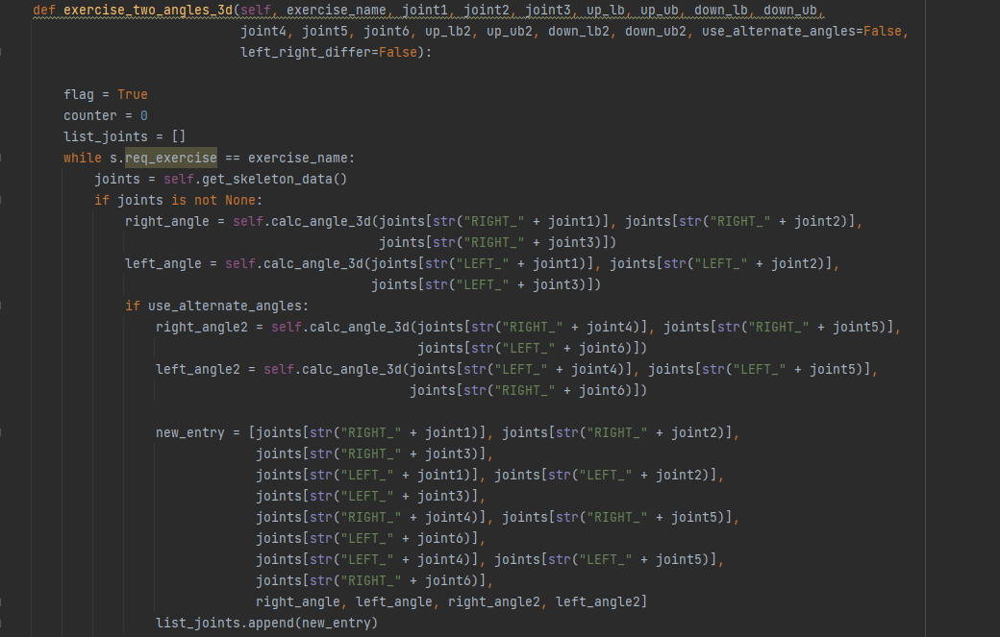 def exercise_two_angles_3d(self, exercise_name, joint1, joint2, joint3, up_lb, up_ub, down_lb, down_ub,
joint4, joint5, joint6, up_lb2, up_ub2, down_lb2, down_ub2, use_alternate_angles=False,
left_right_differ=False):
flag = True
counter = 0
list_joints = []
while s.req_exercise == exercise_name:
joints = self.get_skeleton_data()
if joints is not None:
right_angle = self.calc_angle_3d(joints[str("RIGHT_" + joint1)], joints[str("RIGHT_" + joint2)],
joints[str("RIGHT_" + joint3)])
left_angle = self.calc_angle_3d(joints[str("LEFT_" + joint1)], joints[str("LEFT_" + joint2)],
joints[str("LEFT_" + joint3)])
if use_alternate_angles:
right_angle2 = self.calc_angle_3d(joints[str("RIGHT_" + joint4)], joints[str("RIGHT_" + joint5)],
joints[str("LEFT_" + joint6)])
left_angle2 = self.calc_angle_3d(joints[str("LEFT_" + joint4)], joints[str("LEFT_" + joint5)],
joints[str("RIGHT_" + joint6)])
new_entry = [joints[str("RIGHT_" + joint1)], joints[str("RIGHT_" + joint2)],
joints[str("RIGHT_" + joint3)],
joints[str("LEFT_" + joint1)], joints[str("LEFT_" + joint2)],
joints[str("LEFT_" + joint3)],
joints[str("RIGHT_" + joint4)], joints[str("RIGHT_" + joint5)],
joints[str("LEFT_" + joint6)],
joints[str("LEFT_" + joint4)], joints[str("LEFT_" + joint5)],
joints[str("RIGHT_" + joint6)],
right_angle, left_angle, right_angle2, left_angle2]
list_joints.append(new_entry)